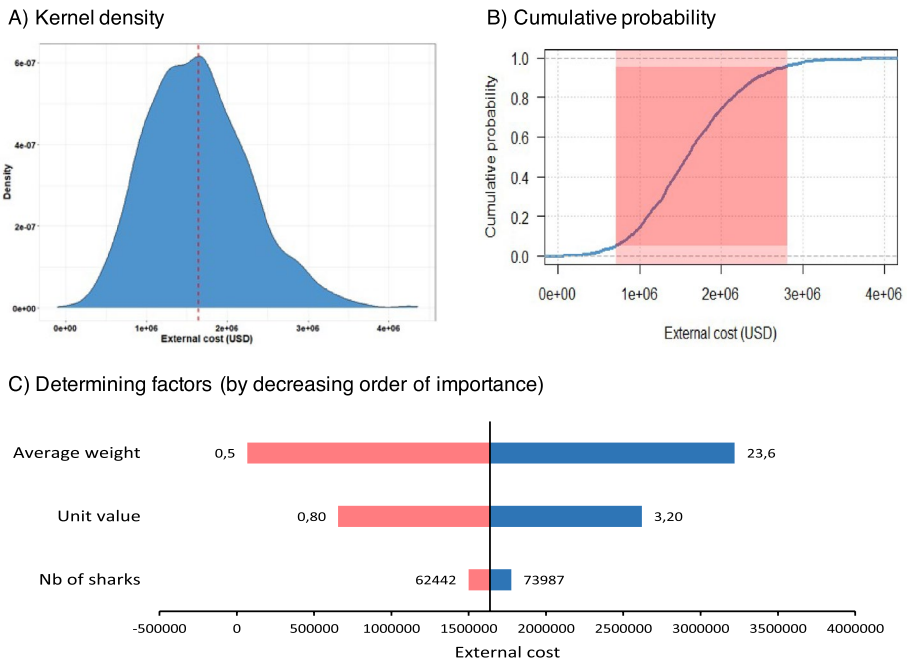 A) Kernel density
6e-07
4e-07
2e-07
0e+00
Density
0e+00 1e+06 2e+06 3e+06 4e+06
External cost (USD)
B) Cumulative probability
1.0
0.8
0.6
0.4
0.2
0.0
Cumulative probability
0e+00 1e+06 2e+06 3e+06 4e+06
External cost (USD)
C) Determining factors (by decreasing order of importance)
Average weight 0,5 23,6
Unit value 0,80 3,20
Nb of sharks 62442 73987
-500000 0 500000 1000000 1500000 2000000 2500000 3000000 3500000 4000000
External cost